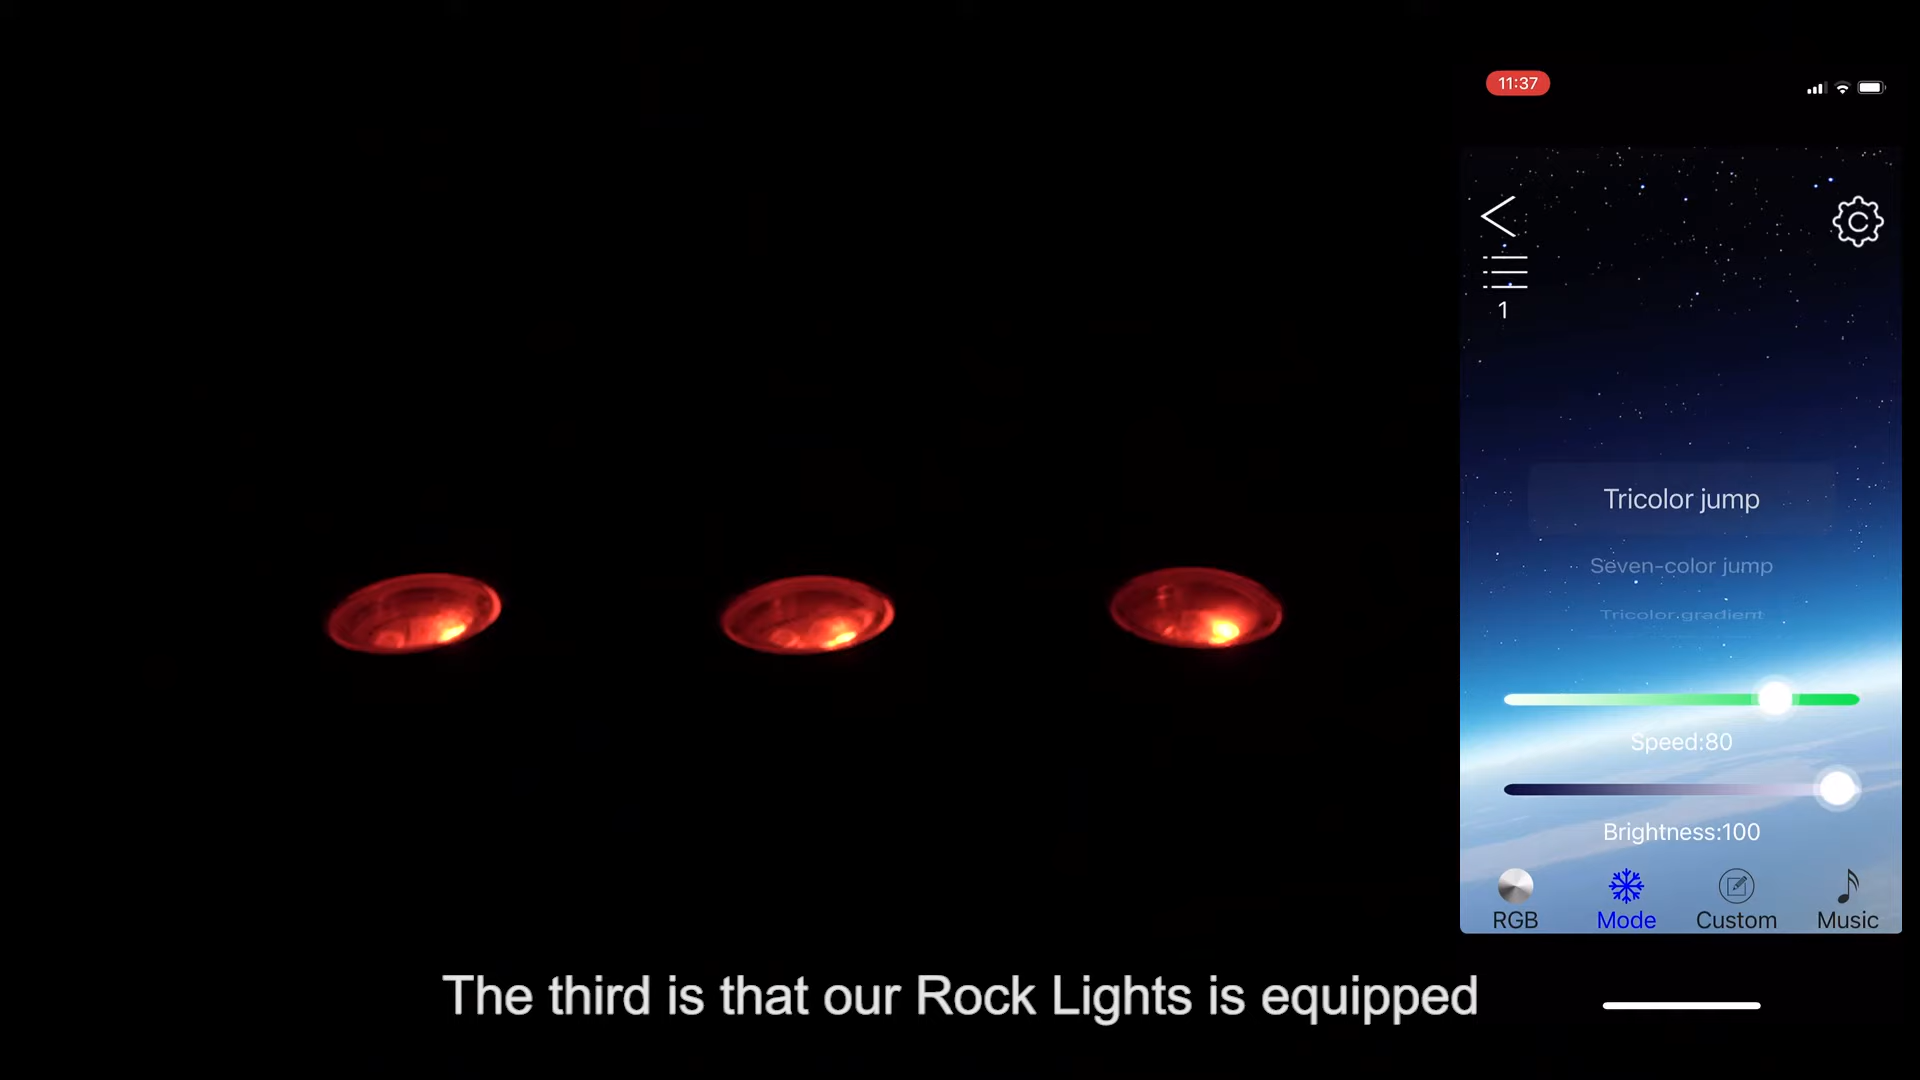 11:37
1
Tricolor jump
Seven-color jump
Tricolor gradient
Speed:80
Brightness:100
RGB Mode Custom Music
The third is that our Rock Lights is equipped